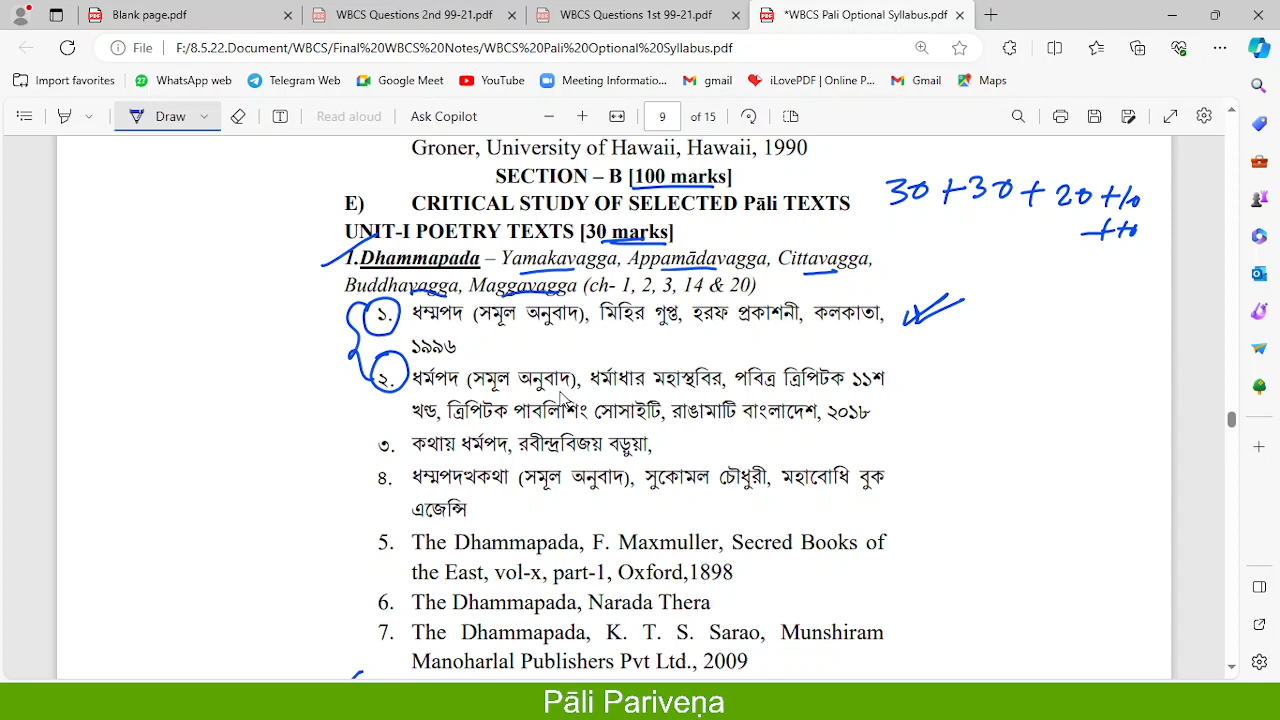 Blank page.pdf
WBCS Questions 2nd 99-21.pdf
WBCS Questions 1st 99-21.pdf
*WBCS Pali Optional Syllabus.pdf
File
F:/8.5.22.Document/WBCS/Final%20WBCS%20Notes/WBCS%20Pali%20Optional%20Syllabus.pdf
Import favorites
WhatsApp web
Telegram Web
Google Meet
YouTube
Meeting Informatio...
gmail
iLovePDF | Online P...
Gmail
Maps
Draw
Read aloud
Ask Copilot
9 of 15
Groner, University of Hawaii, Hawaii, 1990
SECTION – B [100 marks]
30 + 30 + 20 + 10
+ 10
E) CRITICAL STUDY OF SELECTED Pāli TEXTS
UNIT-I POETRY TEXTS [30 marks]
1.Dhammapada – Yamakavagga, Appamādavagga, Cittavagga,
Buddhavagga, Maggavagga (ch- 1, 2, 3, 14 & 20)
১. ধম্মপদ (সমূল অনুবাদ), মিহির গুপ্ত, হরফ প্রকাশনী, কলকাতা,
১৯৯৬
২. ধর্মপদ (সমূল অনুবাদ), ধর্মাধার মহাস্থবির, পবিত্র ত্রিপিটক ১১শ
খন্ড, ত্রিপিটক পাবলিশিং সোসাইটি, রাঙামাটি বাংলাদেশ, ২০১৮
৩. কথায় ধর্মপদ, রবীন্দ্রবিজয় বড়ুয়া,
৪. ধম্মপদত্থকথা (সমূল অনুবাদ), সুকোমল চৌধুরী, মহাবোধি বুক
এজেন্সি
5. The Dhammapada, F. Maxmuller, Secred Books of
the East, vol-x, part-1, Oxford,1898
6. The Dhammapada, Narada Thera
7. The Dhammapada, K. T. S. Sarao, Munshiram
Manoharlal Publishers Pvt Ltd., 2009
Pāli Pariveṇa